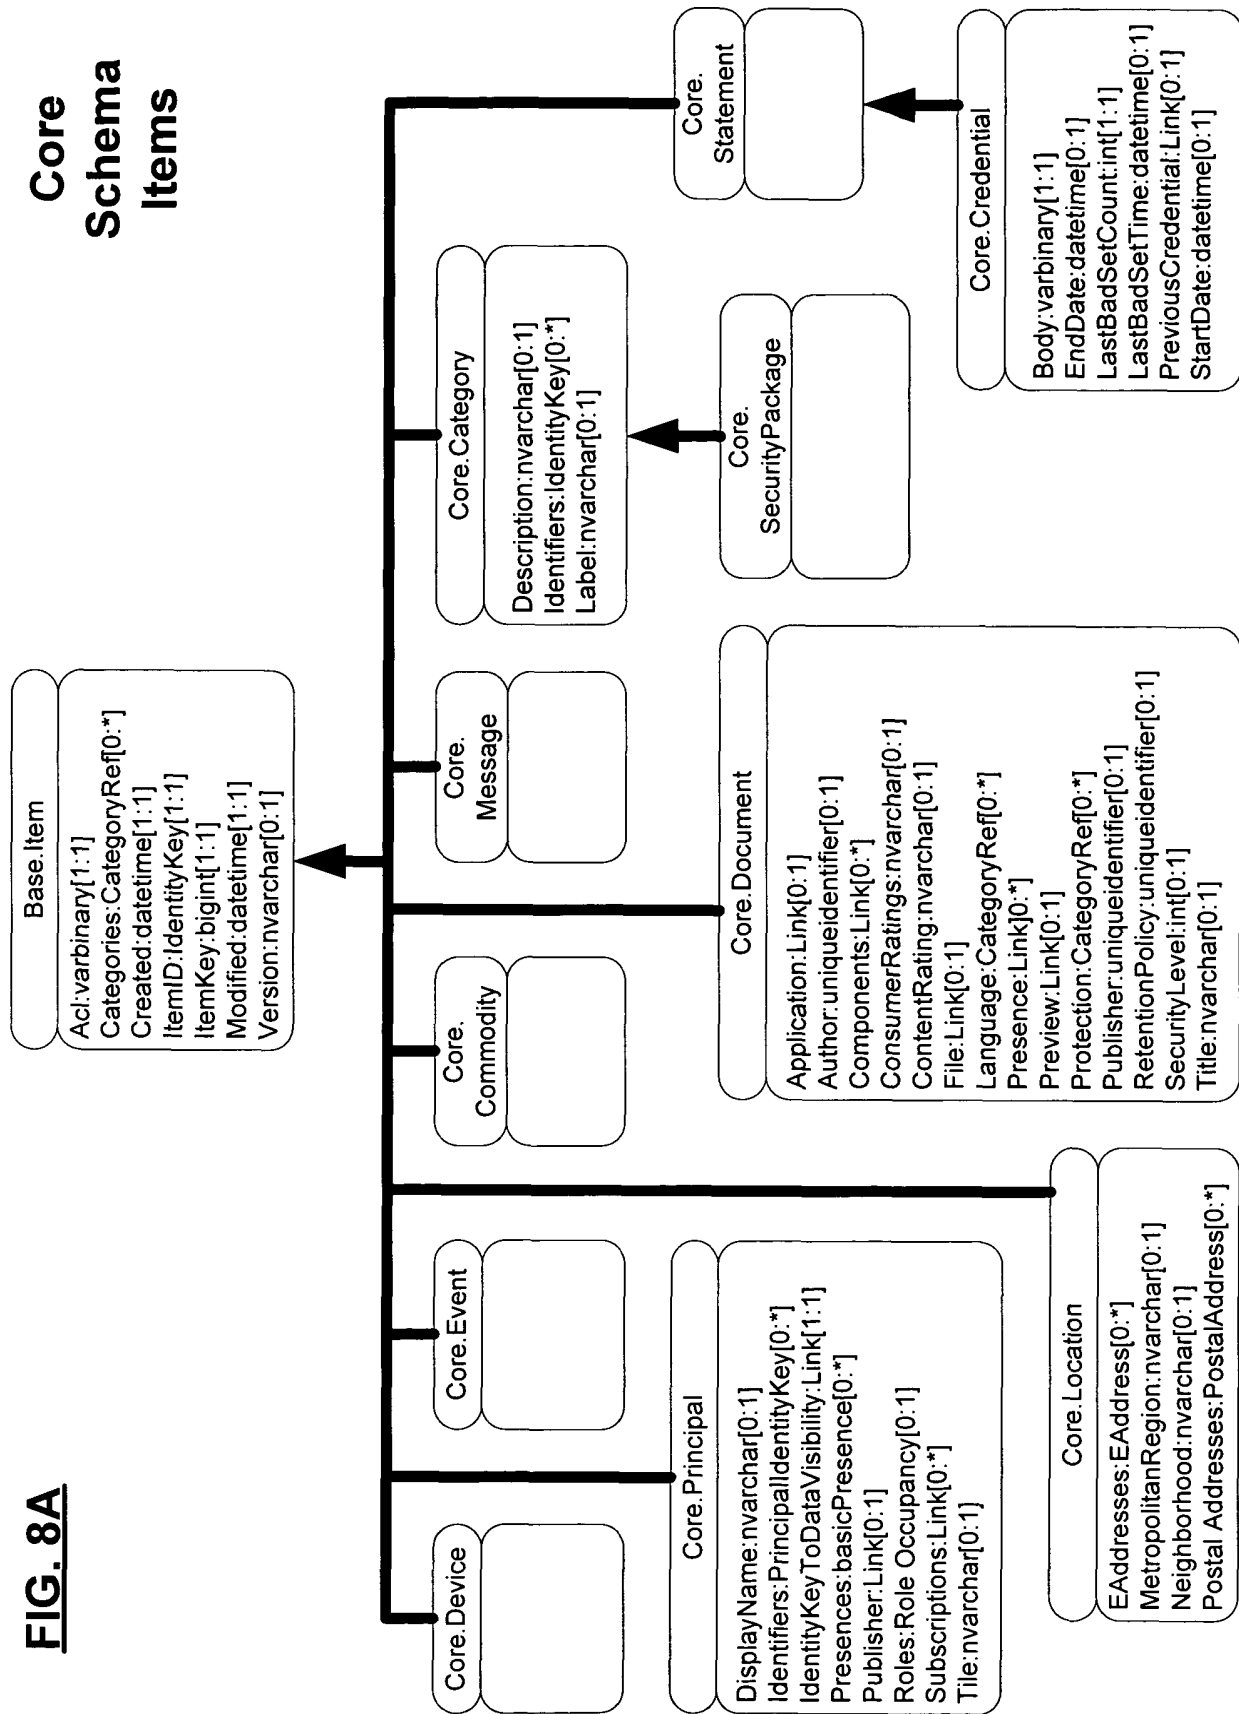 FIG. 8A
Core
Schema
Items
Base.Item
Acl:varbinary[1:1]
Categories:CategoryRef[0:*]
Created:datetime[1:1]
ItemID:IdentityKey[1:1]
ItemKey:bigint[1:1]
Modified:datetime[1:1]
Version:nvarchar[0:1]
Core.Device
Core.Event
Core.
Commodity
Core.
Message
Core.Category
Description:nvarchar[0:1]
Identifiers:IdentityKey[0:*]
Label:nvarchar[0:1]
Core.
Statement
Core.Principal
DisplayName:nvarchar[0:1]
Identifiers:PrincipalIdentityKey[0:*]
IdentityKeyToDataVisibility:Link[1:1]
Presences:basicPresence[0:*]
Publisher:Link[0:1]
Roles:Role Occupancy[0:1]
Subscriptions:Link[0:*]
Tile:nvarchar[0:1]
Core.Document
Application:Link[0:1]
Author:uniqueidentifier[0:1]
Components:Link[0:*]
ConsumerRatings:nvarchar[0:1]
ContentRating:nvarchar[0:1]
File:Link[0:1]
Language:CategoryRef[0:*]
Presence:Link]0:*]
Preview:Link[0:1]
Protection:CategoryRef[0:*]
Publisher:uniqueidentifier[0:1]
RetentionPolicy:uniqueidentifier[0:1]
SecurityLevel:int[0:1]
Title:nvarchar[0:1]
Core.
SecurityPackage
Core.Credential
Body:varbinary[1:1]
EndDate:datetime[0:1]
LastBadSetCount:int[1:1]
LastBadSetTime:datetime[0:1]
PreviousCredential:Link[0:1]
StartDate:datetime[0:1]
Core.Location
EAddresses:EAddress[0:*]
MetropolitanRegion:nvarchar[0:1]
Neighborhood:nvarchar[0:1]
Postal Addresses:PostalAddress[0:*]